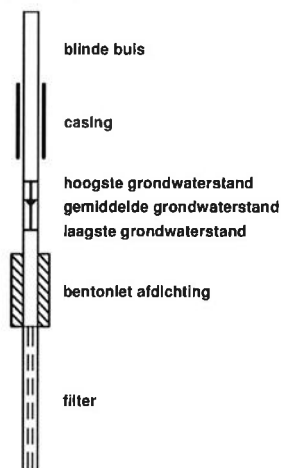 blinde buis
casing
hoogste grondwaterstand
gemiddelde grondwaterstand
laagste grondwaterstand
bentoniet afdichting
filter